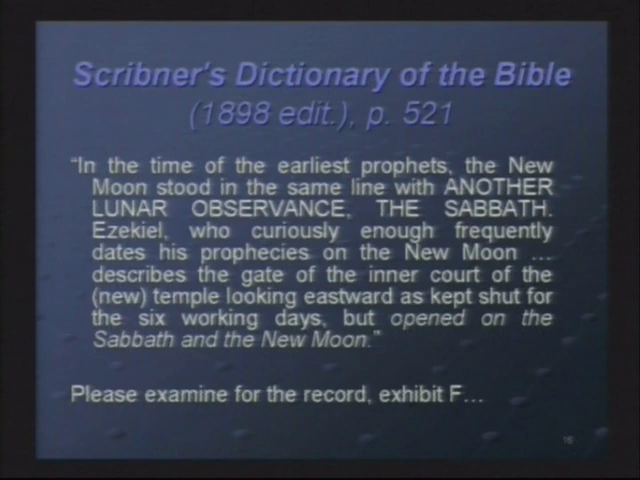 Scribner's Dictionary of the Bible
(1898 edit.), p. 521
"In the time of the earliest prophets, the New
Moon stood in the same line with ANOTHER
LUNAR OBSERVANCE, THE SABBATH.
Ezekiel, who curiously enough frequently
dates his prophecies on the New Moon ...
describes the gate of the inner court of the
(new) temple looking eastward as kept shut for
the six working days, but opened on the
Sabbath and the New Moon."
Please examine for the record, exhibit F...
16